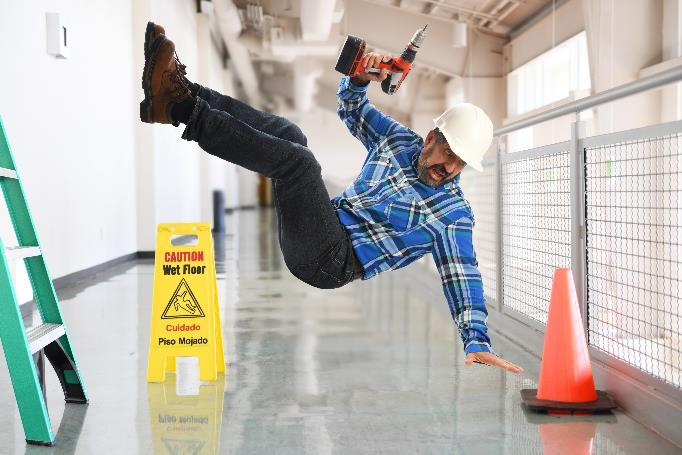 CAUTION
Wet Floor
Cuidado
Piso Mojado